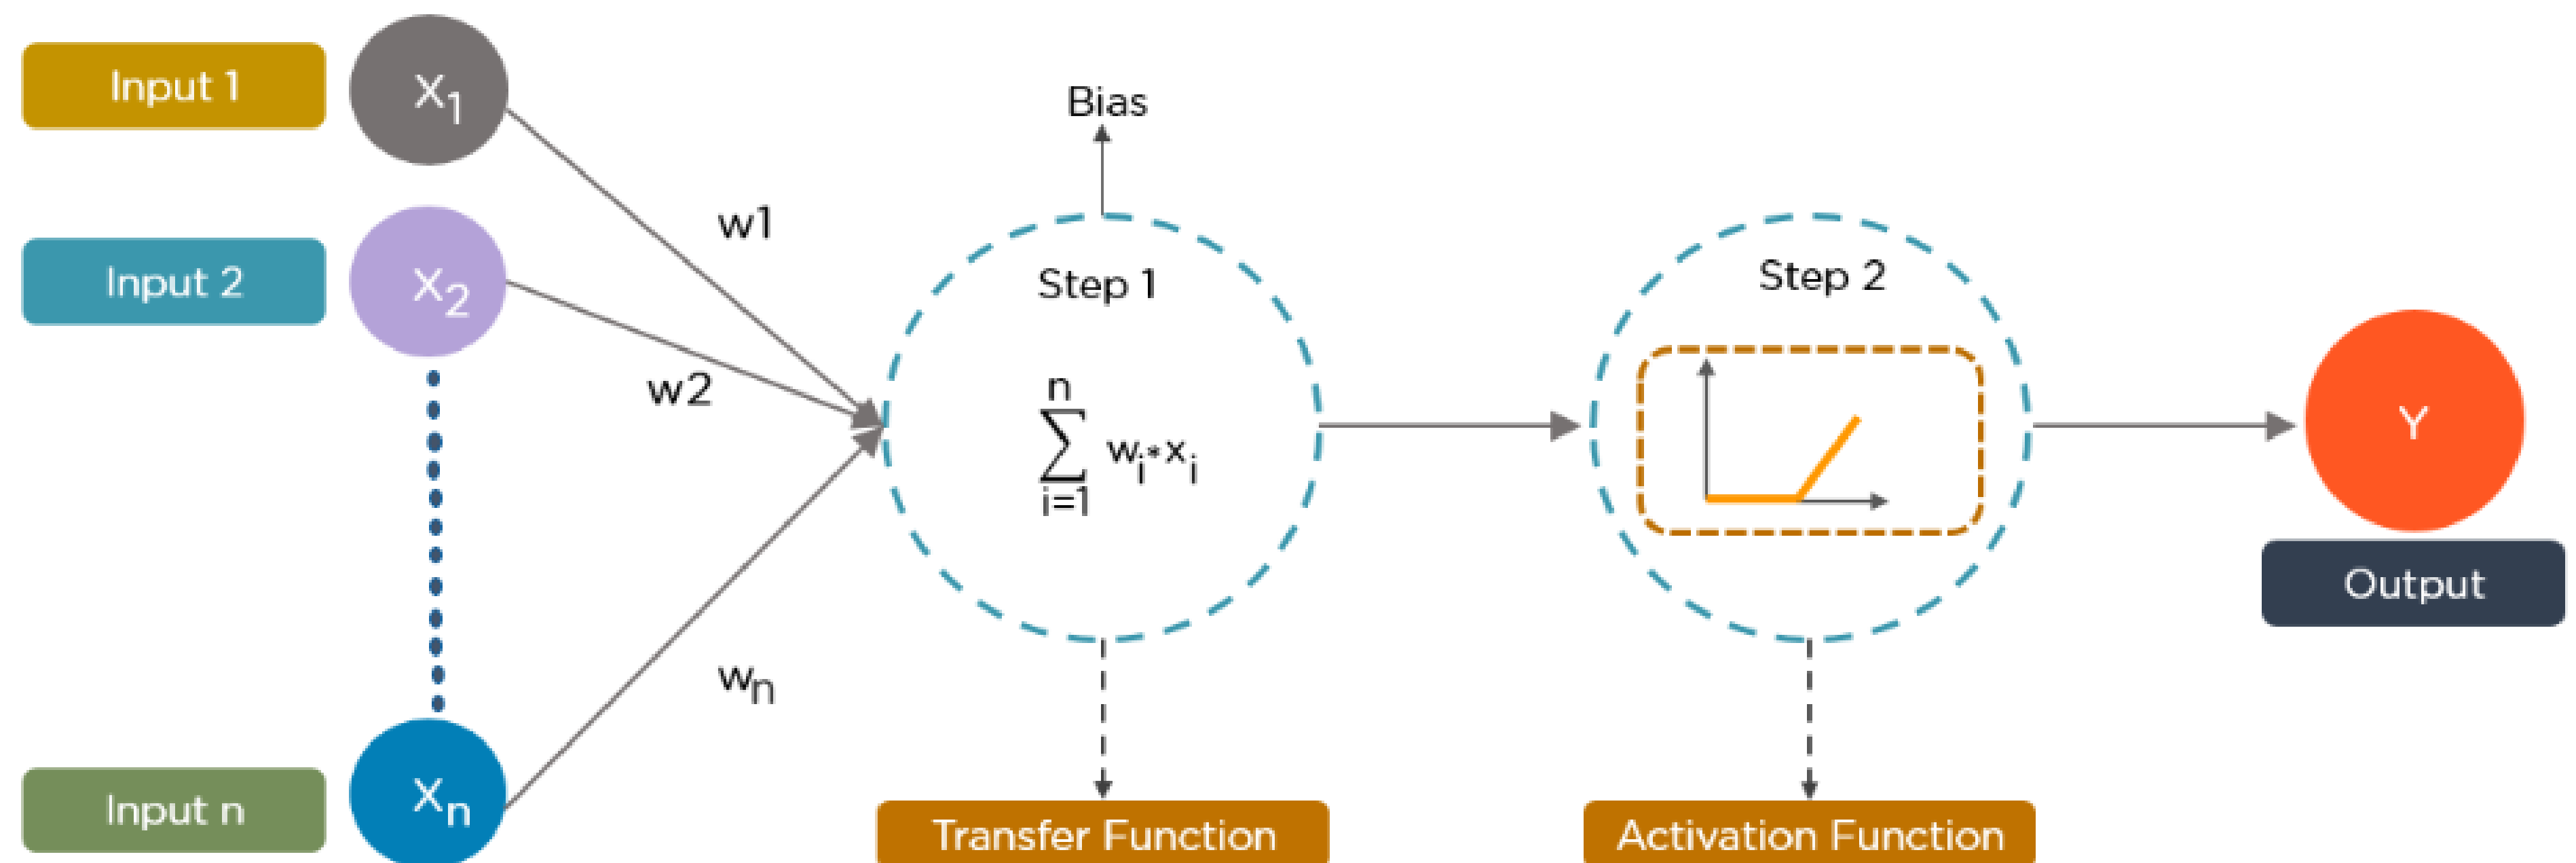 Input 1
X1
Input 2
X2
Input n
Xn
w1
w2
wn
Bias
Step 1
n
∑ wi*xi
i=1
Transfer Function
Step 2
Activation Function
Y
Output